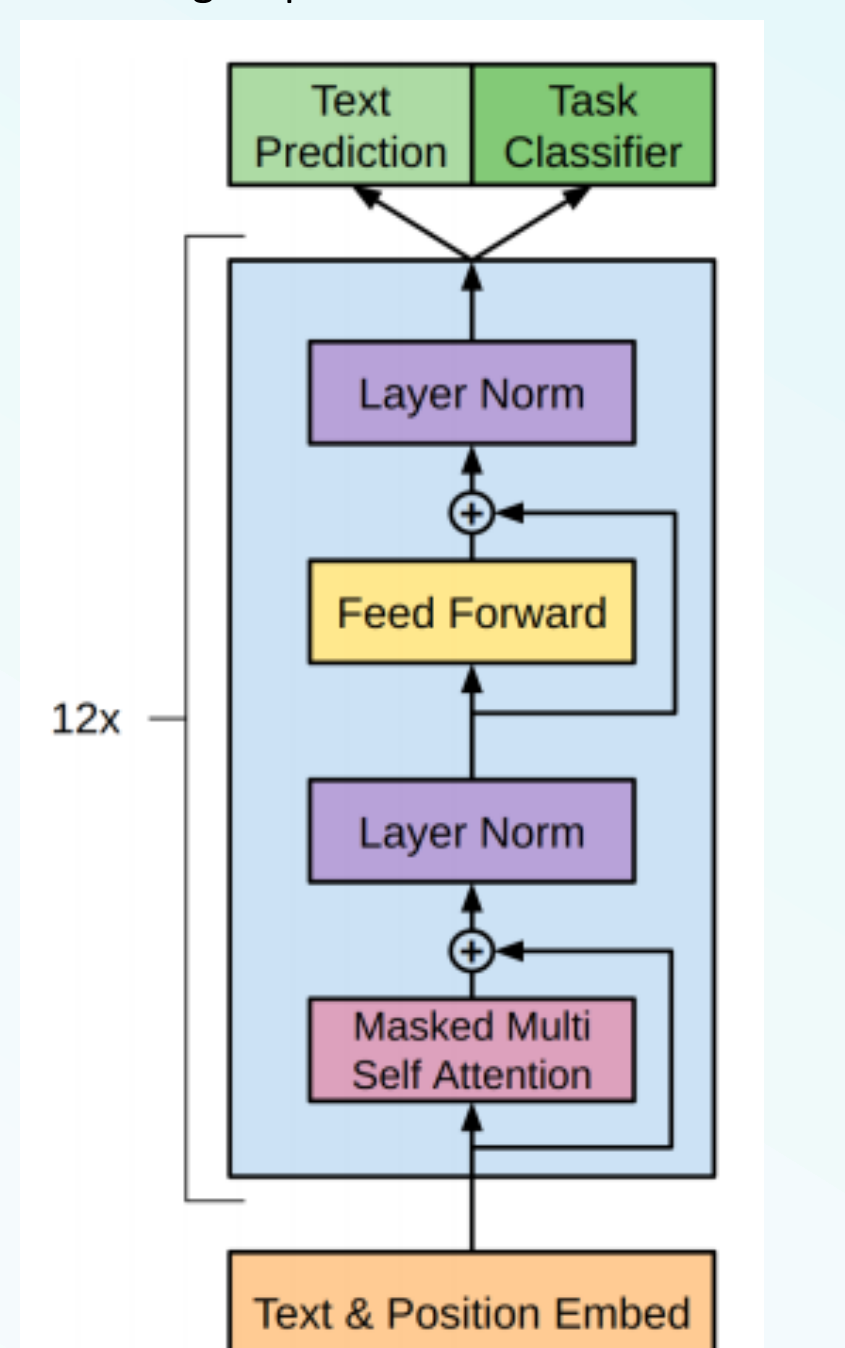 Text
Prediction
Task
Classifier
Layer Norm
+
Feed Forward
12x
Layer Norm
+
Masked Multi
Self Attention
Text & Position Embed